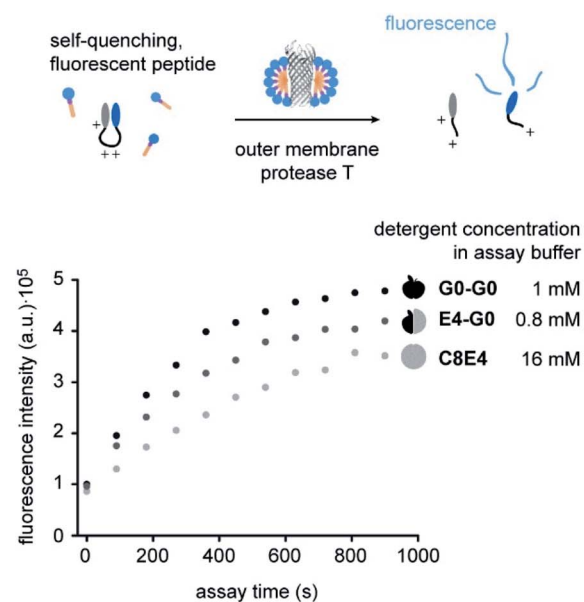 self-quenching,
fluorescent peptide
+
++
outer membrane
protease T
fluorescence
+
+
+
detergent concentration
in assay buffer
G0-G0 1 mM
E4-G0 0.8 mM
C8E4 16 mM
fluorescence intensity (a.u.)·10⁵
5
4
3
2
1
0
0 200 400 600 800 1000
assay time (s)